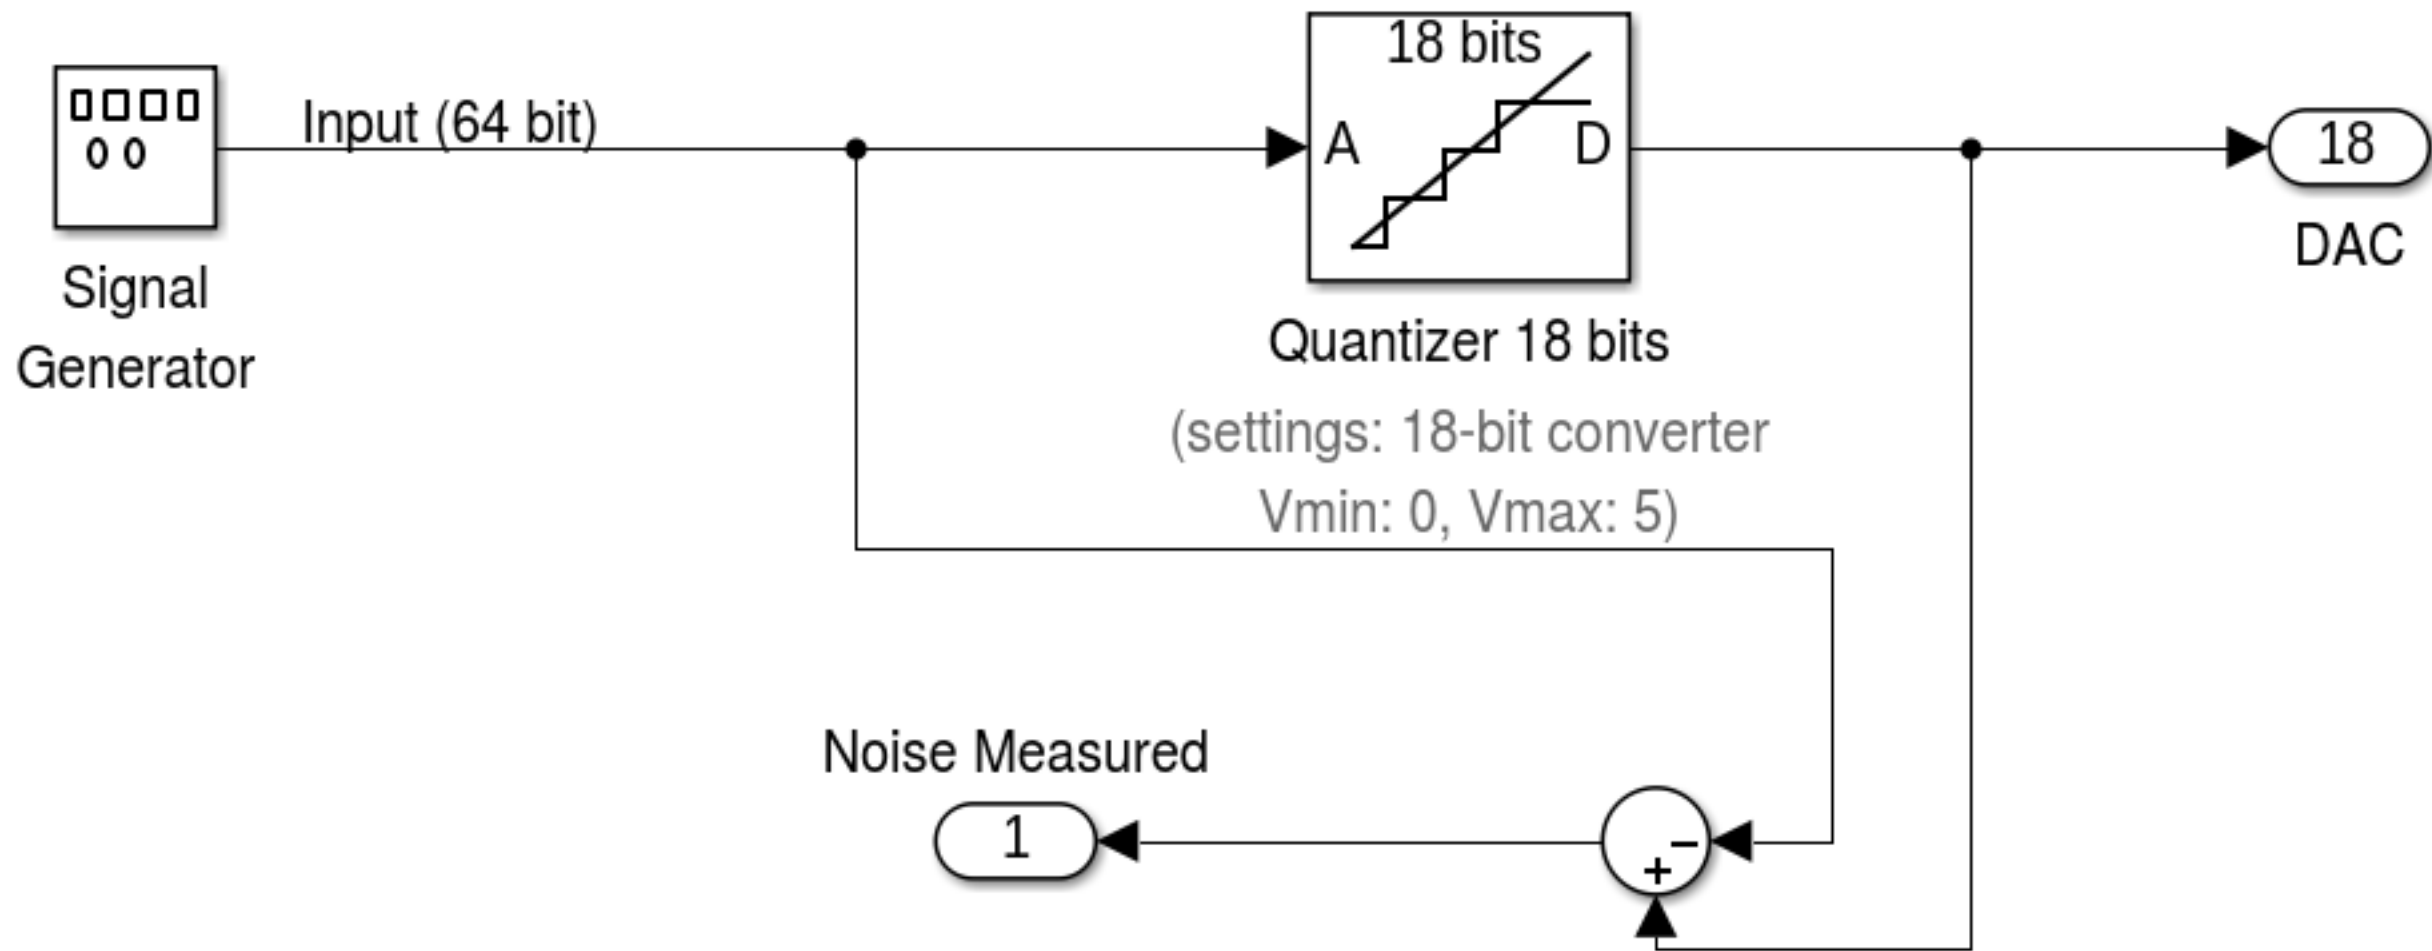 18 bits
Input (64 bit)
A
D
18
DAC
Signal
Generator
Quantizer 18 bits
(settings: 18-bit converter
Vmin: 0, Vmax: 5)
Noise Measured
1
−
+